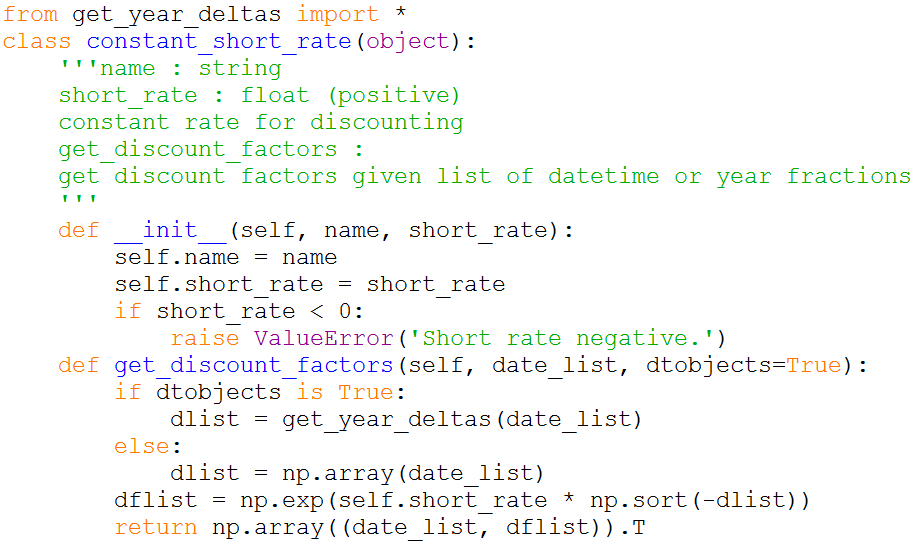 from get_year_deltas import *
class constant_short_rate(object):
    '''name : string
    short_rate : float (positive)
    constant rate for discounting
    get_discount_factors :
    get discount factors given list of datetime or year fractions
    '''
    def __init__(self, name, short_rate):
        self.name = name
        self.short_rate = short_rate
        if short_rate < 0:
            raise ValueError('Short rate negative.')
    def get_discount_factors(self, date_list, dtobjects=True):
        if dtobjects is True:
            dlist = get_year_deltas(date_list)
        else:
            dlist = np.array(date_list)
        dflist = np.exp(self.short_rate * np.sort(-dlist))
        return np.array((date_list, dflist)).T